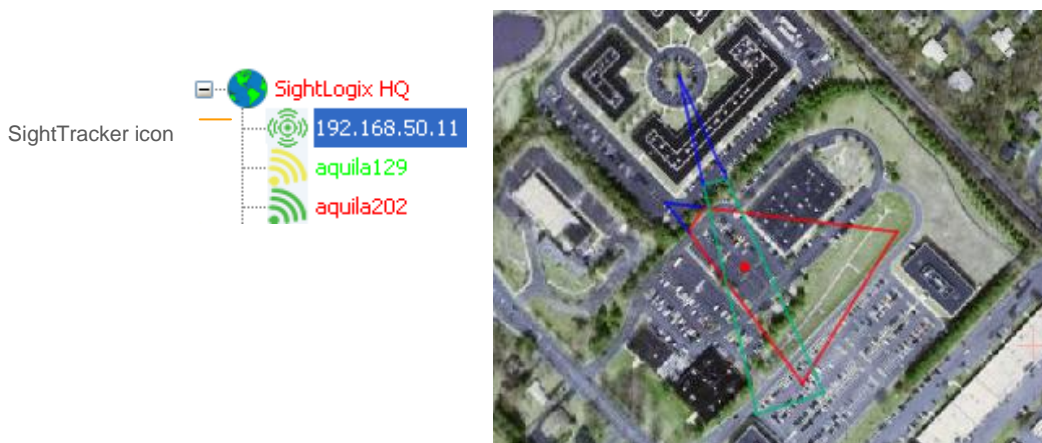 SightLogix HQ
SightTracker icon
192.168.50.11
aquila129
aquila202